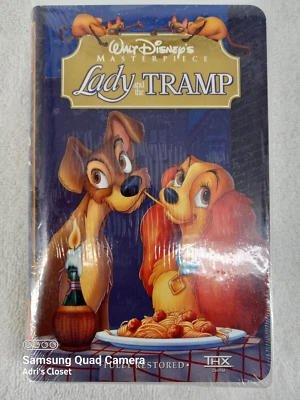 WALT DISNEY'S
MASTERPIECE
Lady and the TRAMP
Samsung Quad Camera
Adri's Closet
FULLY RESTORED
THX